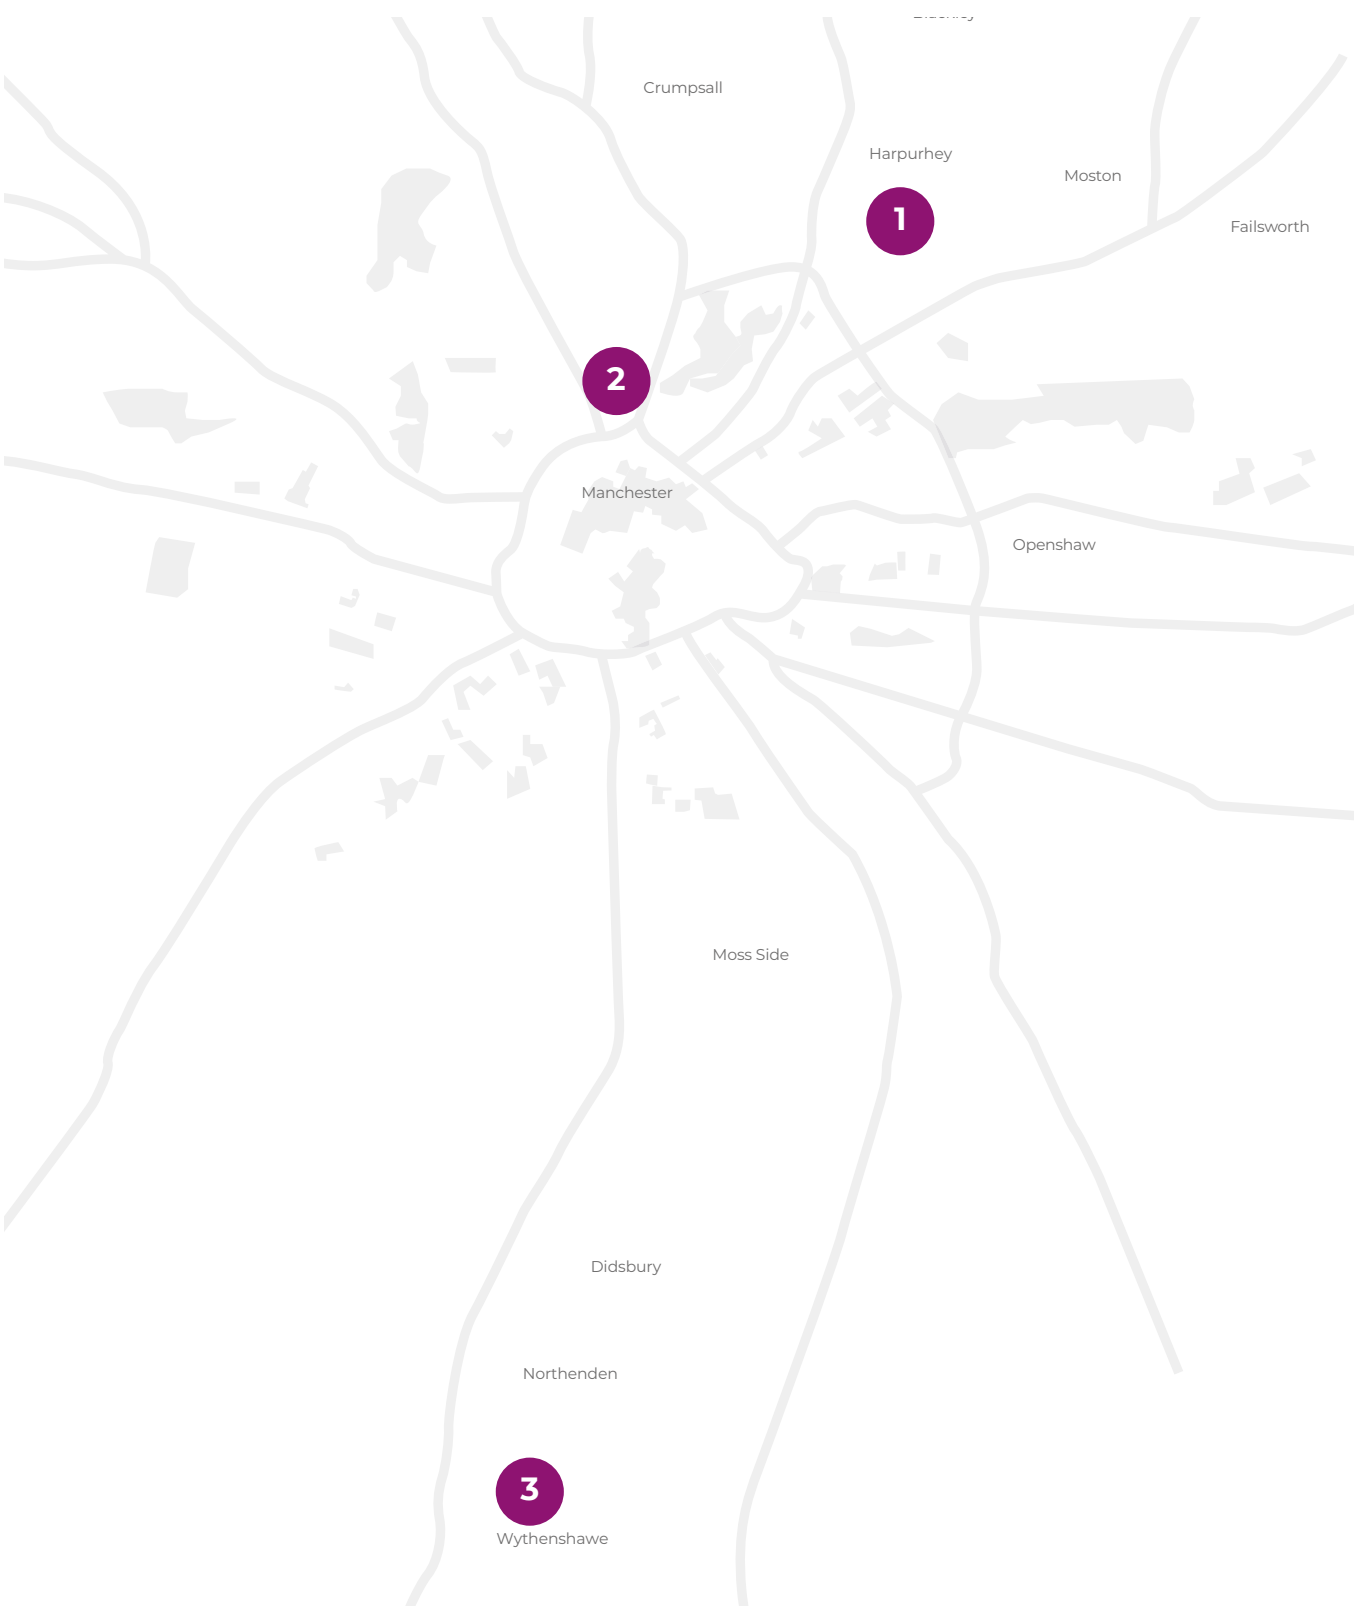 Crumpsall
Harpurhey
Moston
1
Failsworth
2
Manchester
Openshaw
Moss Side
Didsbury
Northenden
3
Wythenshawe